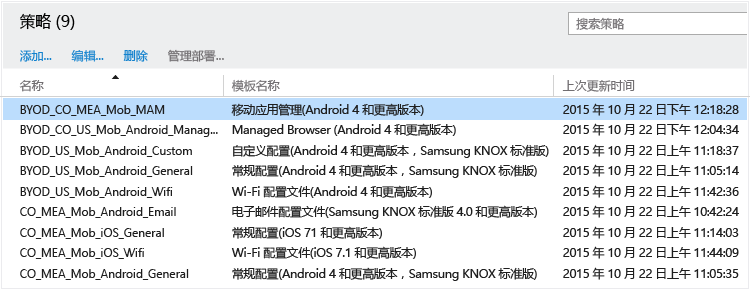 策略 (9)
搜索策略
添加... 编辑... 删除 管理部署...
名称 模板名称 上次更新时间
BYOD_CO_MEA_Mob_MAM 移动应用管理(Android 4 和更高版本) 2015 年 10 月 22 日下午 12:18:28
BYOD_CO_US_Mob_Android_Manag... Managed Browser (Android 4 和更高版本) 2015 年 10 月 22 日下午 12:04:34
BYOD_US_Mob_Android_Custom 自定义配置(Android 4 和更高版本，Samsung KNOX 标准版) 2015 年 10 月 22 日上午 11:18:37
BYOD_US_Mob_Android_General 常规配置(Android 4 和更高版本，Samsung KNOX 标准版) 2015 年 10 月 22 日上午 11:05:14
BYOD_US_Mob_Android_Wifi Wi-Fi 配置文件(Android 4 和更高版本) 2015 年 10 月 22 日上午 11:42:36
CO_MEA_Mob_Android_Email 电子邮件配置文件(Samsung KNOX 标准版 4.0 和更高版本) 2015 年 10 月 22 日上午 10:42:24
CO_MEA_Mob_iOS_General 常规配置(iOS 71 和更高版本) 2015 年 10 月 22 日上午 11:14:03
CO_MEA_Mob_iOS_Wifi Wi-Fi 配置文件(iOS 7.1 和更高版本) 2015 年 10 月 22 日上午 11:44:09
CO_MEA_Mob_Android_General 常规配置(Android 4 和更高版本，Samsung KNOX 标准版) 2015 年 10 月 22 日上午 11:05:35